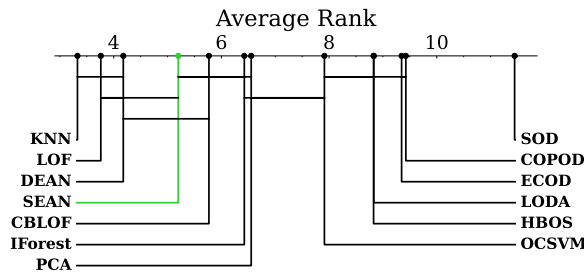 Average Rank
4 6 8 10
KNN SOD
LOF COPOD
DEAN ECOD
SEAN LODA
CBLOF HBOS
IForest OCSVM
PCA